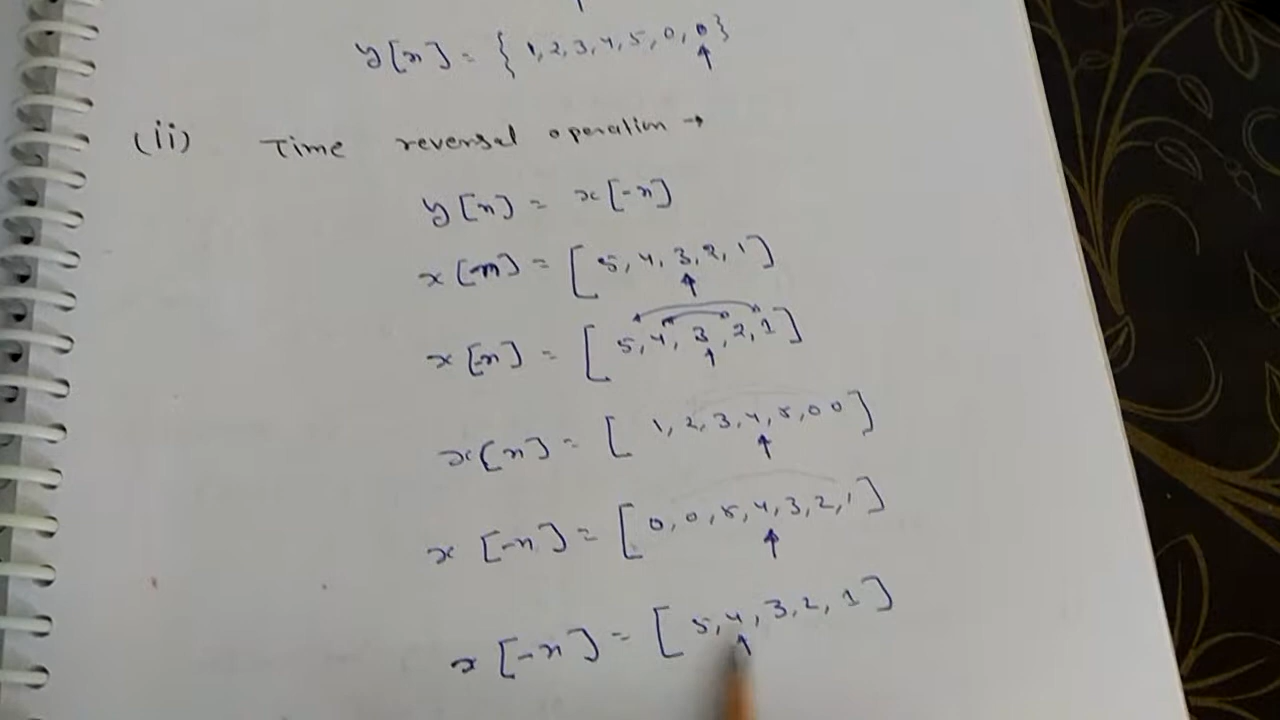 y[n] = { 1, 2, 3, 4, 5, 0, 0 }
↑
(ii) Time reversal operation →
y[n] = x[-n]
x[-n] = [ 5, 4, 3, 2, 1 ]
↑
x[-n] = [ 5, 4, 3, 2, 1 ]
↑
x[n] = [ 1, 2, 3, 4, 5, 0 0 ]
↑
x [-n] = [ 0, 0, 5, 4, 3, 2, 1 ]
↑
x [-n] = [ 5, 4, 3, 2, 1 ]
↑